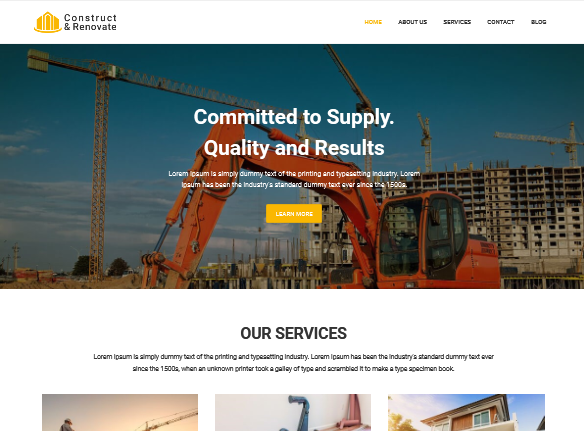 Construct
& Renovate
HOME ABOUT US SERVICES CONTACT BLOG
Committed to Supply.
Quality and Results
Lorem Ipsum is simply dummy text of the printing and typesetting industry. Lorem
Ipsum has been the industry's standerd dummy text ever since the 1500s.
LEARN MORE
OUR SERVICES
Lorem Ipsum is simply dummy text of the printing and typesetting industry. Lorem Ipsum has been the industry's standard dummy text ever
since the 1500s, when an unknown printer took a galley of type and scrambled it to make a type specimen book.